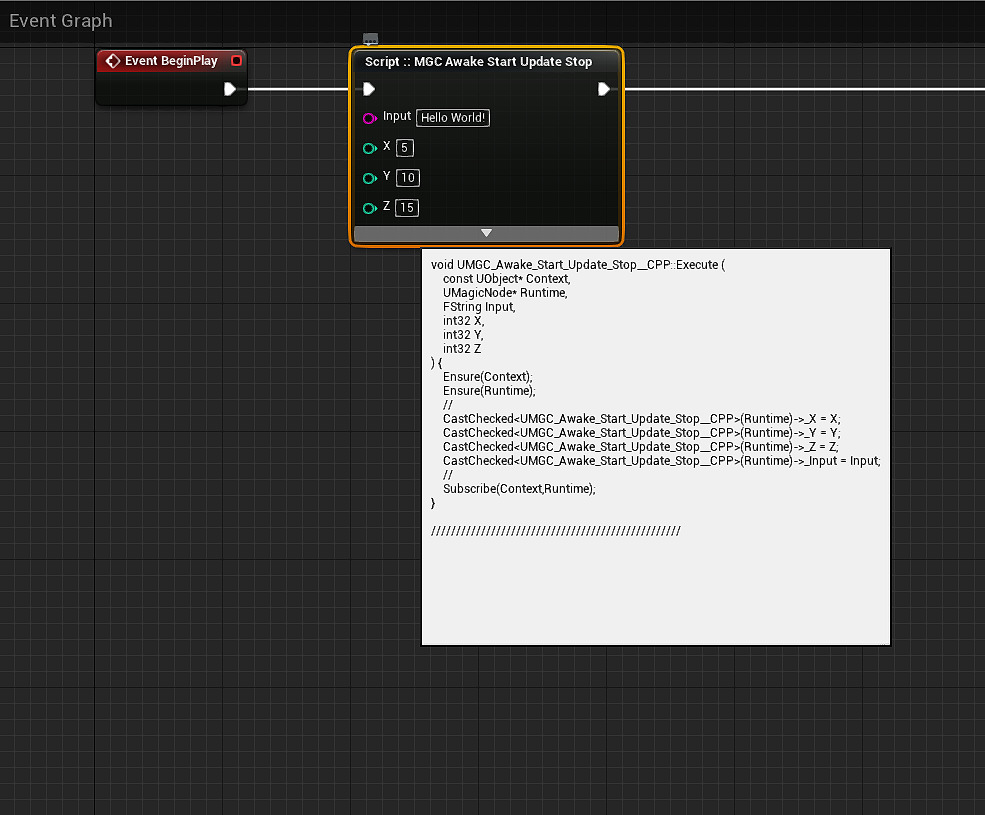 Event Graph
Event BeginPlay
Script :: MGC Awake Start Update Stop
Input Hello World!
X 5
Y 10
Z 15
void UMGC_Awake_Start_Update_Stop__CPP::Execute (
const UObject* Context,
UMagicNode* Runtime,
FString Input,
int32 X,
int32 Y,
int32 Z
) {
Ensure(Context);
Ensure(Runtime);
//
CastChecked<UMGC_Awake_Start_Update_Stop__CPP>(Runtime)->_X = X;
CastChecked<UMGC_Awake_Start_Update_Stop__CPP>(Runtime)->_Y = Y;
CastChecked<UMGC_Awake_Start_Update_Stop__CPP>(Runtime)->_Z = Z;
CastChecked<UMGC_Awake_Start_Update_Stop__CPP>(Runtime)->_Input = Input;
//
Subscribe(Context,Runtime);
}
//////////////////////////////////////////////////